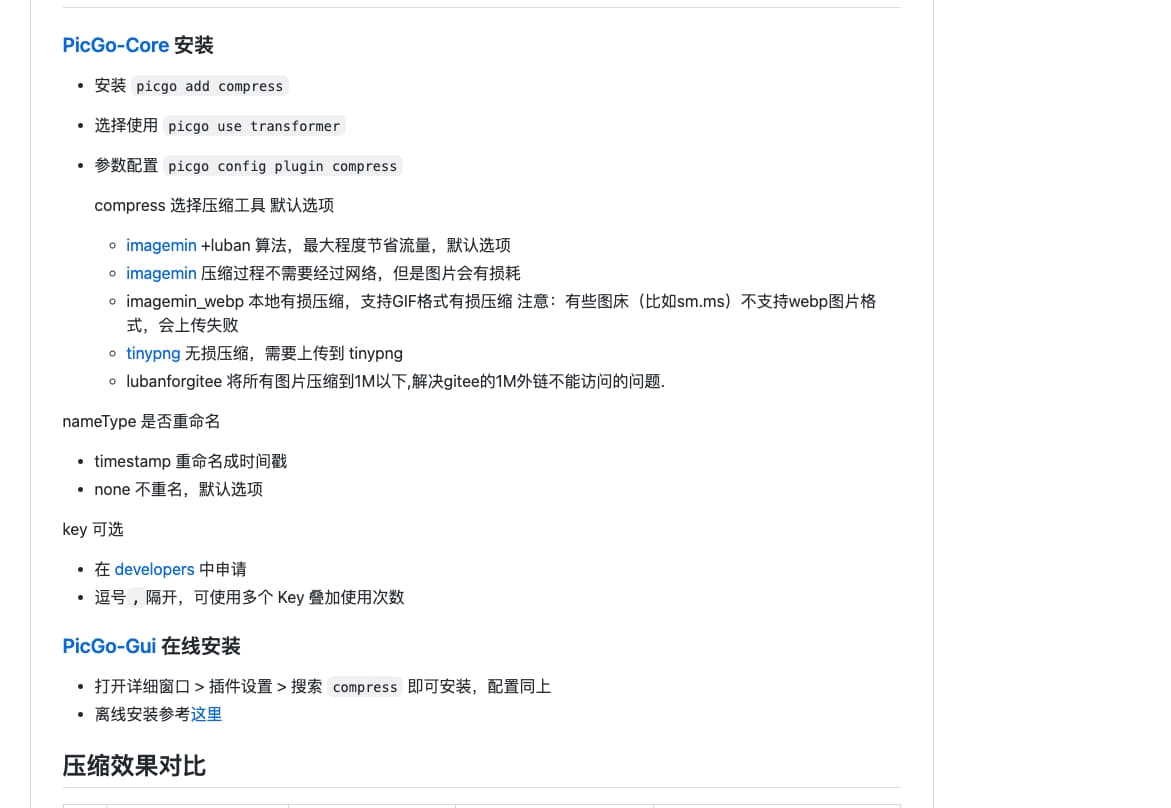 PicGo-Core 安装
安装 picgo add compress
选择使用 picgo use transformer
参数配置 picgo config plugin compress
compress 选择压缩工具 默认选项
imagemin +luban 算法，最大程度节省流量，默认选项
imagemin 压缩过程不需要经过网络，但是图片会有损耗
imagemin_webp 本地有损压缩，支持GIF格式有损压缩 注意：有些图床（比如sm.ms）不支持webp图片格
式，会上传失败
tinypng 无损压缩，需要上传到 tinypng
lubanforgitee 将所有图片压缩到1M以下,解决gitee的1M外链不能访问的问题.
nameType 是否重命名
timestamp 重命名成时间戳
none 不重名，默认选项
key 可选
在 developers 中申请
逗号 , 隔开，可使用多个 Key 叠加使用次数
PicGo-Gui 在线安装
打开详细窗口 > 插件设置 > 搜索 compress 即可安装，配置同上
离线安装参考这里
压缩效果对比